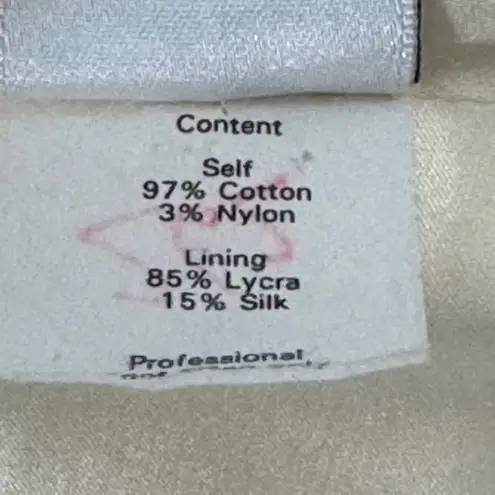 Content
Self
97% Cotton
3% Nylon
Lining
85% Lycra
15% Silk
Professional